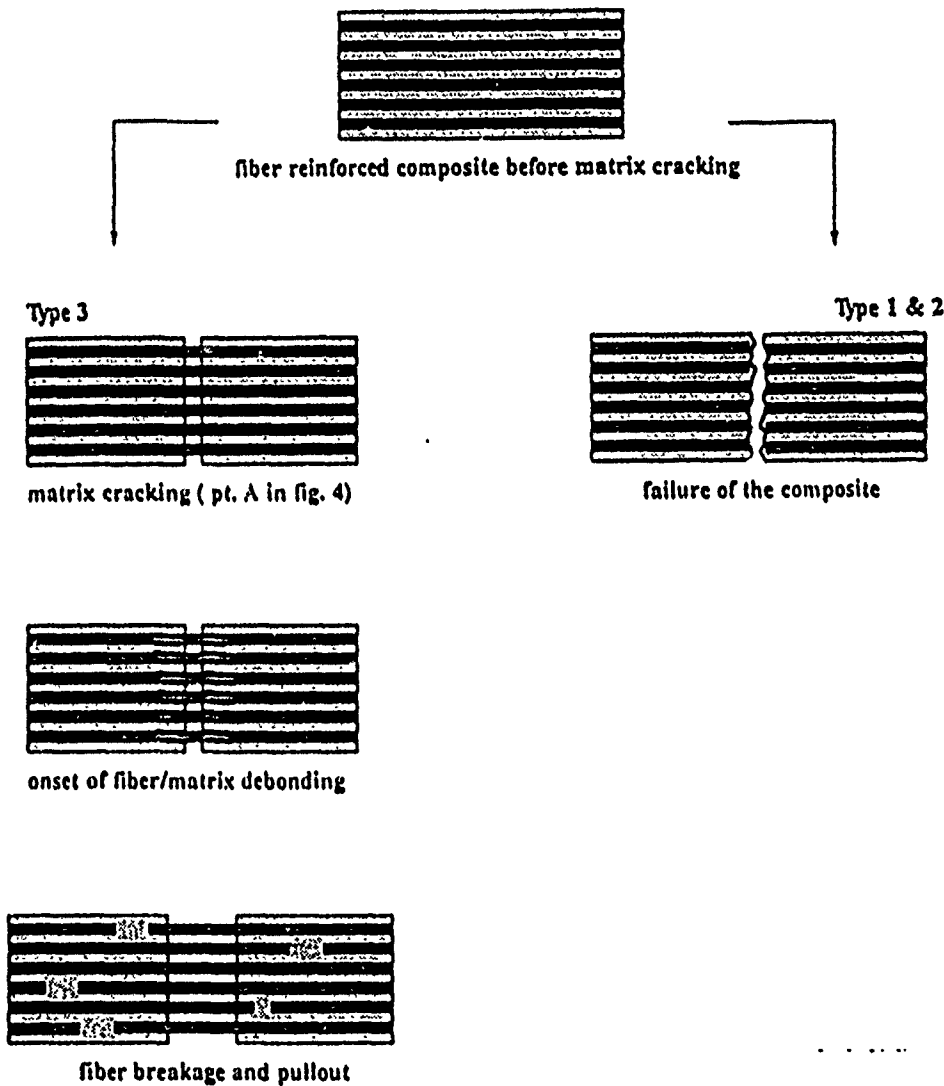 fiber reinforced composite before matrix cracking
Type 3
Type 1 & 2
matrix cracking ( pt. A in fig. 4)
failure of the composite
onset of fiber/matrix debonding
fiber breakage and pullout